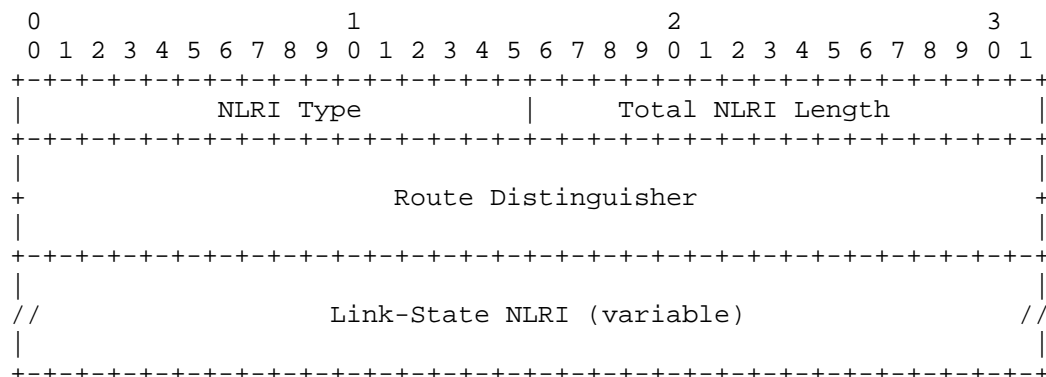 0                   1                   2                   3
 0 1 2 3 4 5 6 7 8 9 0 1 2 3 4 5 6 7 8 9 0 1 2 3 4 5 6 7 8 9 0 1
+-+-+-+-+-+-+-+-+-+-+-+-+-+-+-+-+-+-+-+-+-+-+-+-+-+-+-+-+-+-+-+-+
|            NLRI Type          |     Total NLRI Length         |
+-+-+-+-+-+-+-+-+-+-+-+-+-+-+-+-+-+-+-+-+-+-+-+-+-+-+-+-+-+-+-+-+
|                                                               |
+                       Route Distinguisher                     +
|                                                               |
+-+-+-+-+-+-+-+-+-+-+-+-+-+-+-+-+-+-+-+-+-+-+-+-+-+-+-+-+-+-+-+-+
|                                                               |
//                  Link-State NLRI (variable)                 //
|                                                               |
+-+-+-+-+-+-+-+-+-+-+-+-+-+-+-+-+-+-+-+-+-+-+-+-+-+-+-+-+-+-+-+-+